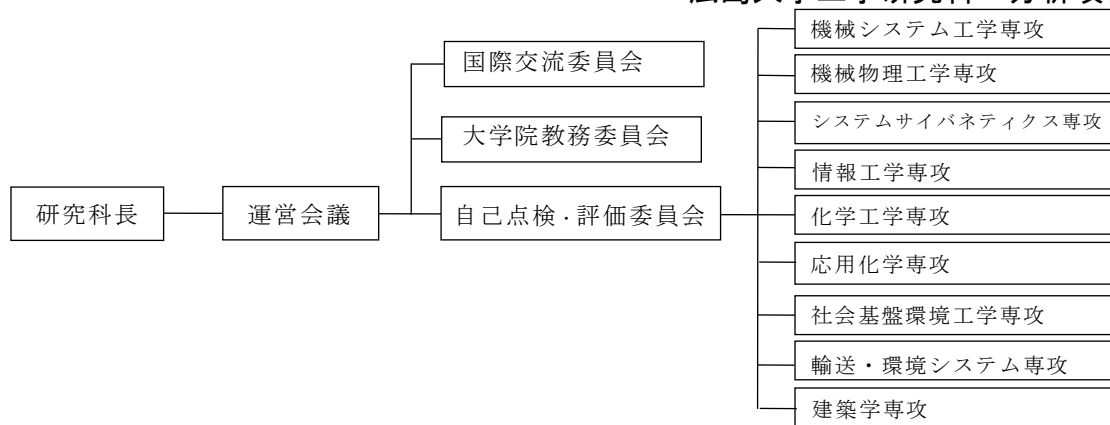 国際交流委員会
大学院教務委員会
研究科長
運営会議
自己点検・評価委員会
機械システム工学専攻
機械物理工学専攻
システムサイバネティクス専攻
情報工学専攻
化学工学専攻
応用化学専攻
社会基盤環境工学専攻
輸送・環境システム専攻
建築学専攻